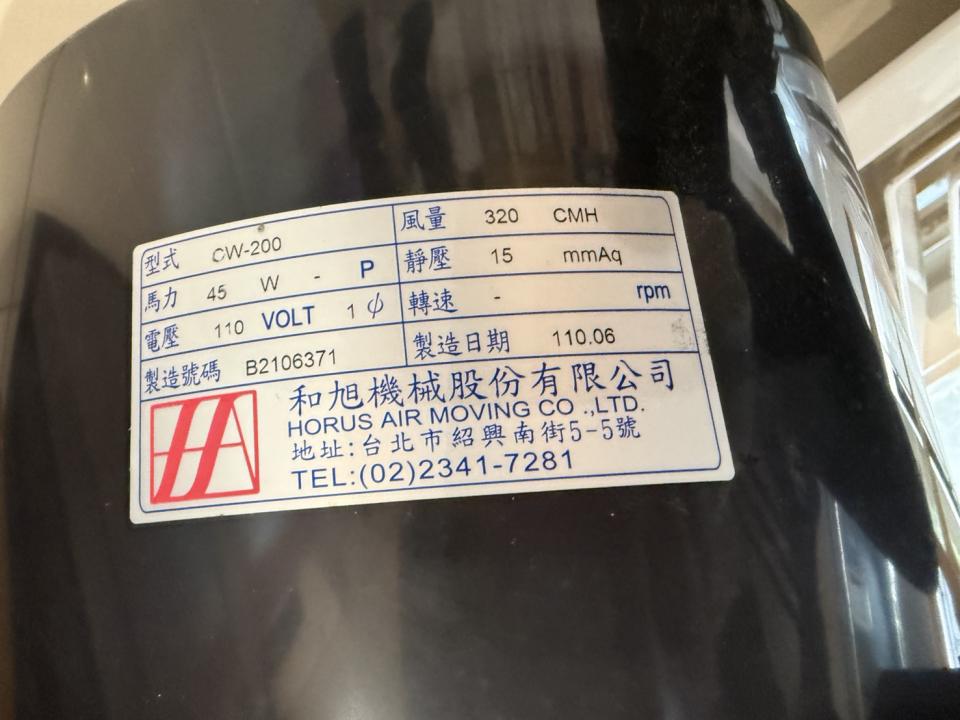 型式 CW-200 風量 320 CMH
馬力 45 W - P 靜壓 15 mmAq
電壓 110 VOLT 1 ψ 轉速 - rpm
製造號碼 B2106371 製造日期 110.06
和旭機械股份有限公司
HORUS AIR MOVING CO .,LTD.
地址:台北市紹興南街5-5號
TEL:(02)2341-7281
HA